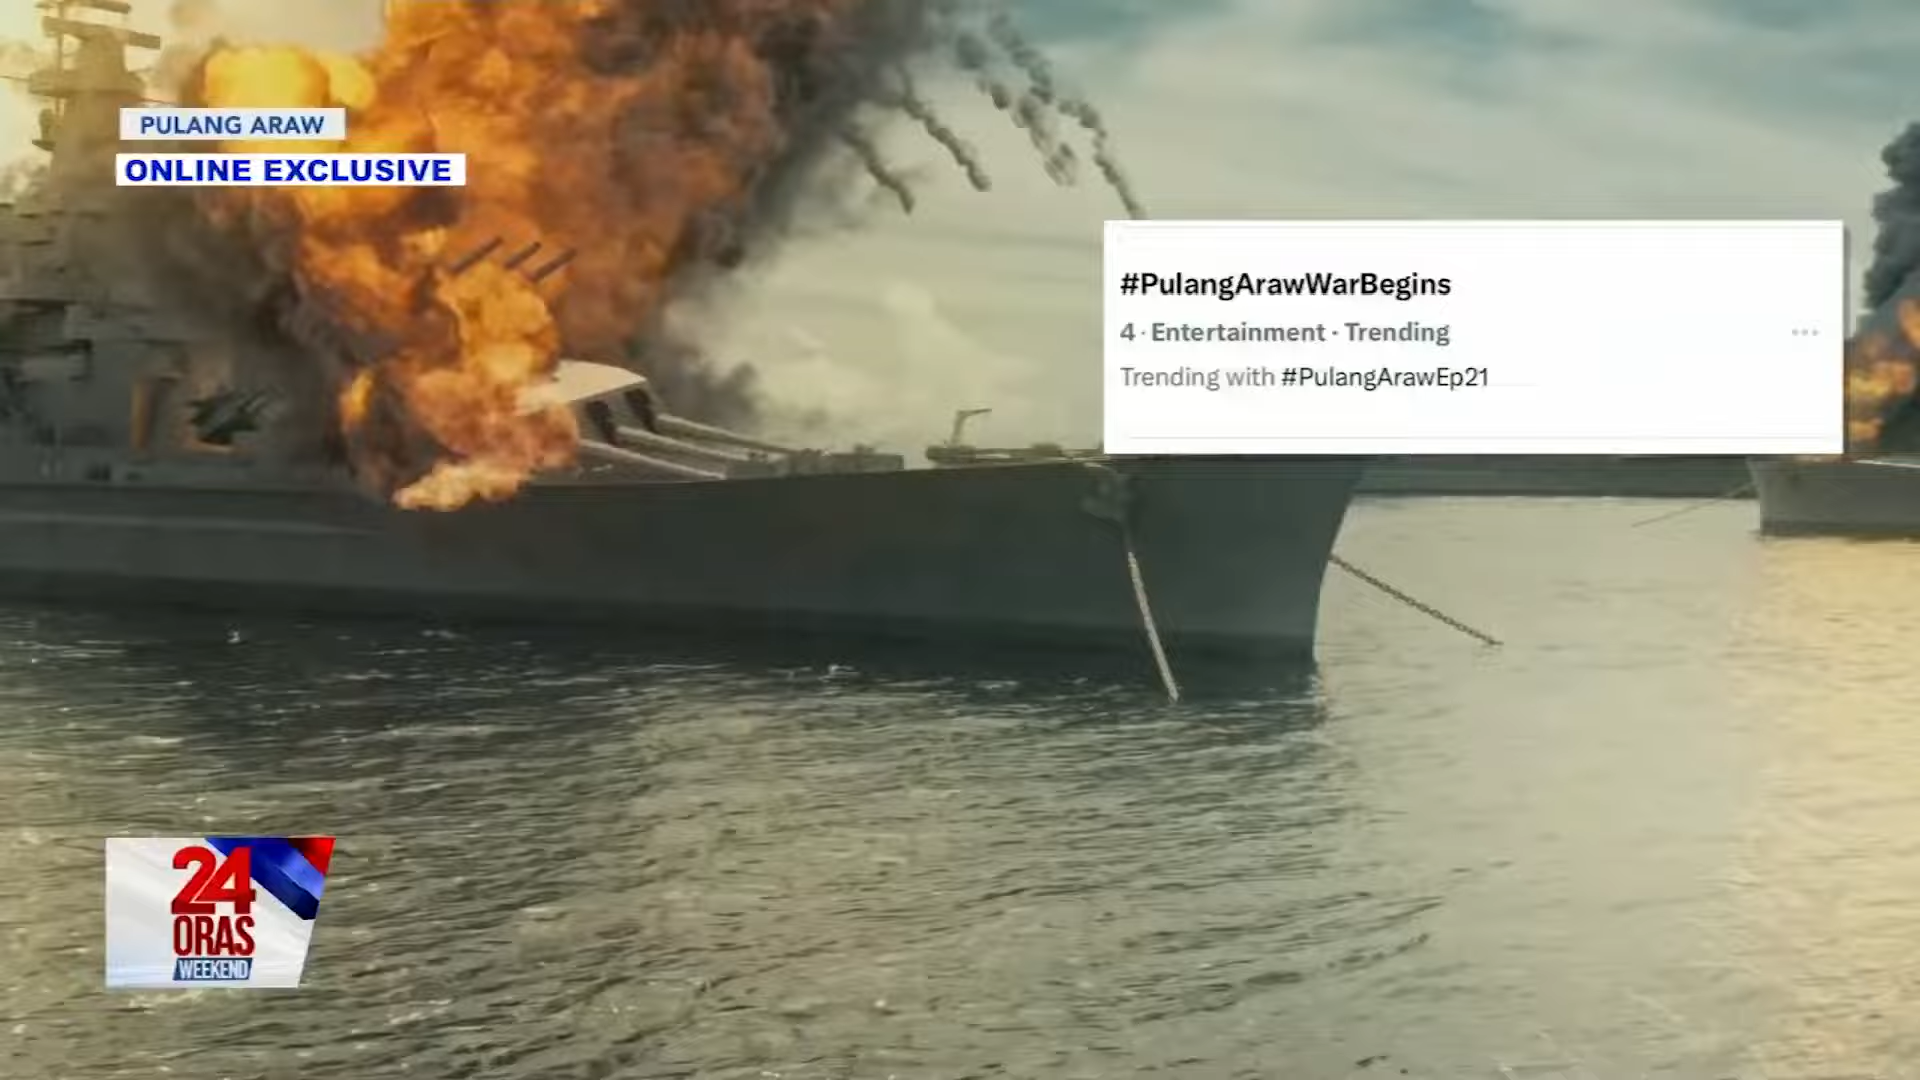 PULANG ARAW
ONLINE EXCLUSIVE
#PulangArawWarBegins
4 · Entertainment · Trending
Trending with #PulangArawEp21
24
ORAS
WEEKEND